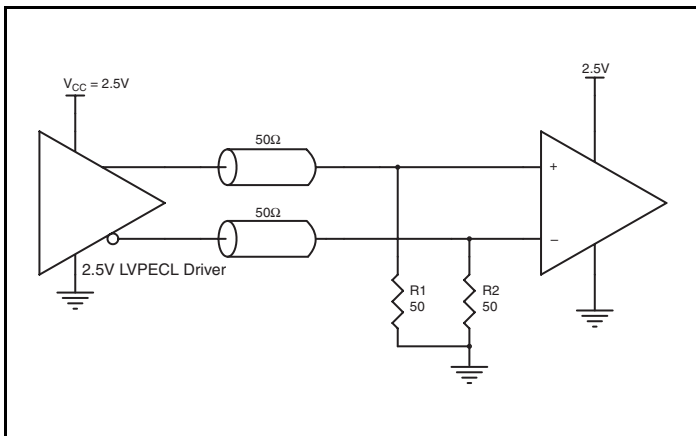 V_CC = 2.5V
2.5V
50Ω
50Ω
+
–
2.5V LVPECL Driver
R1
50
R2
50